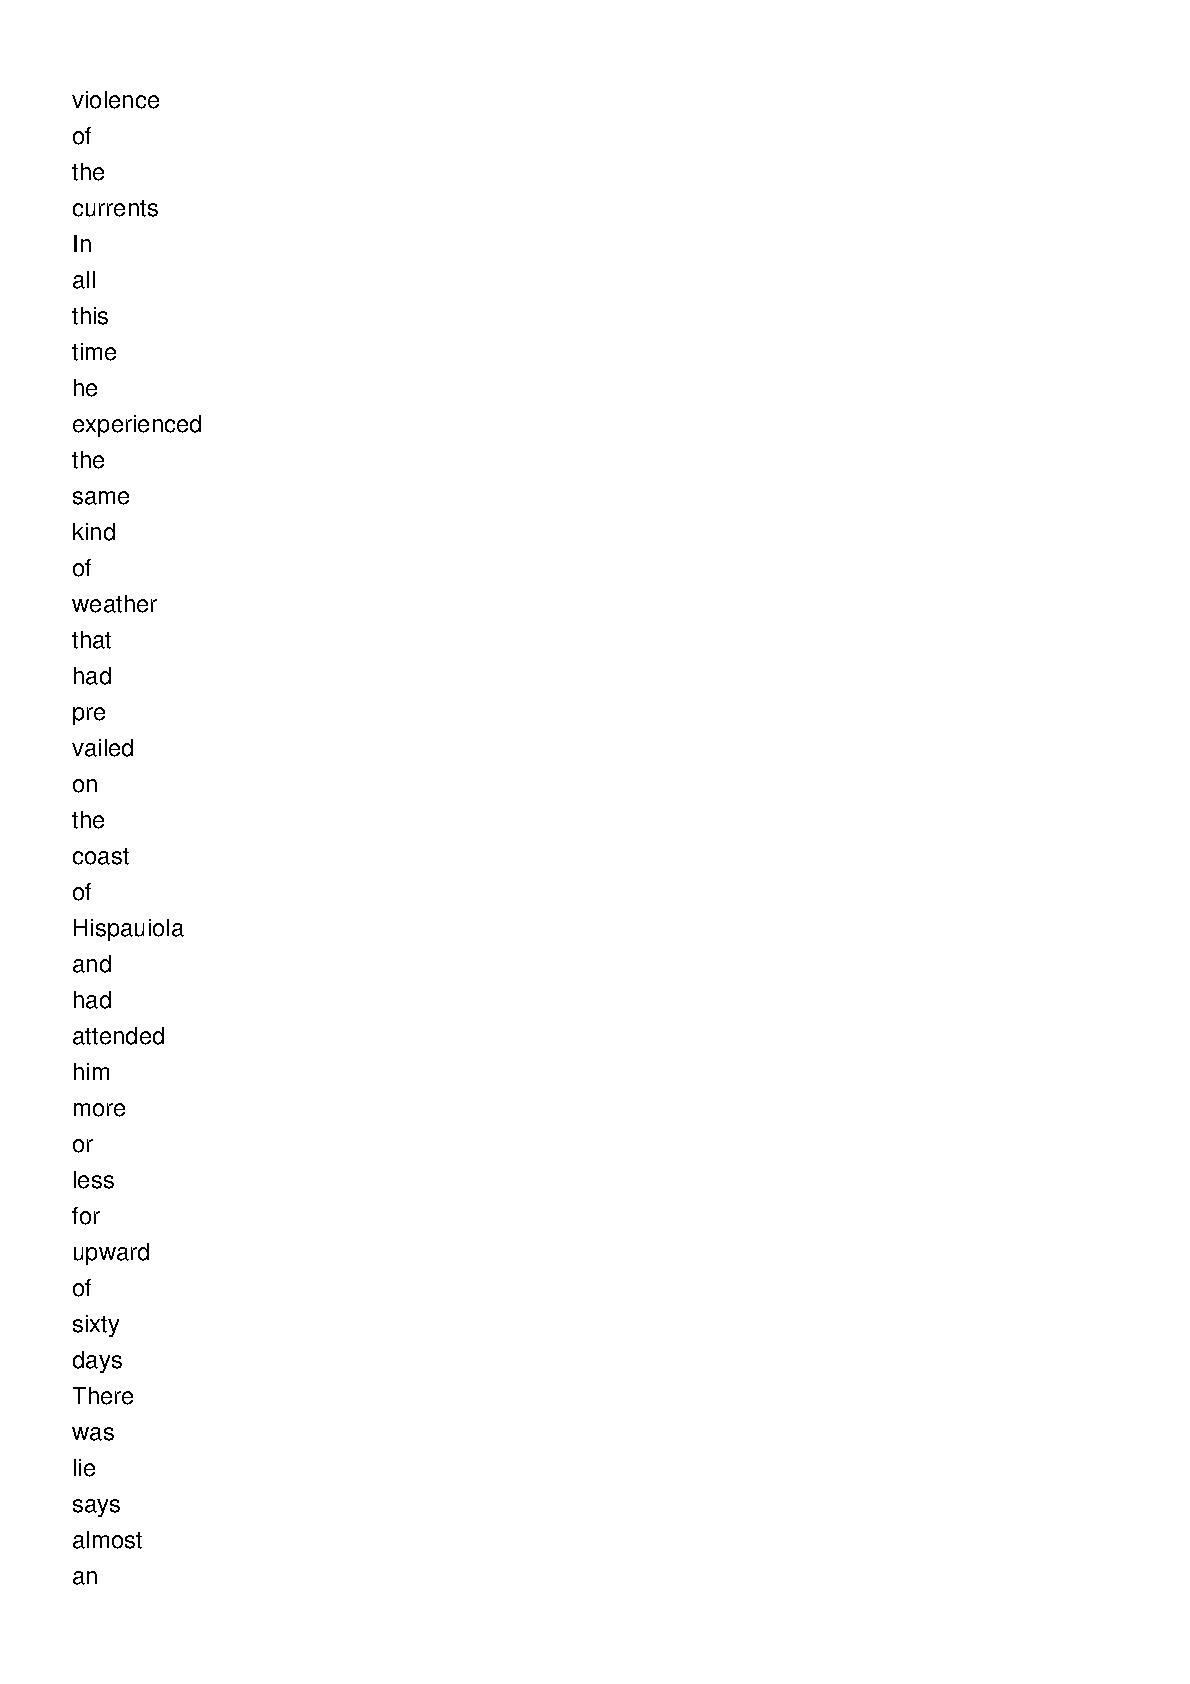 violence
of
the
currents
In
all
this
time
he
experienced
the
same
kind
of
weather
that
had
pre
vailed
on
the
coast
of
Hispauiola
and
had
attended
him
more
or
less
for
upward
of
sixty
days
There
was
lie
says
almost
an